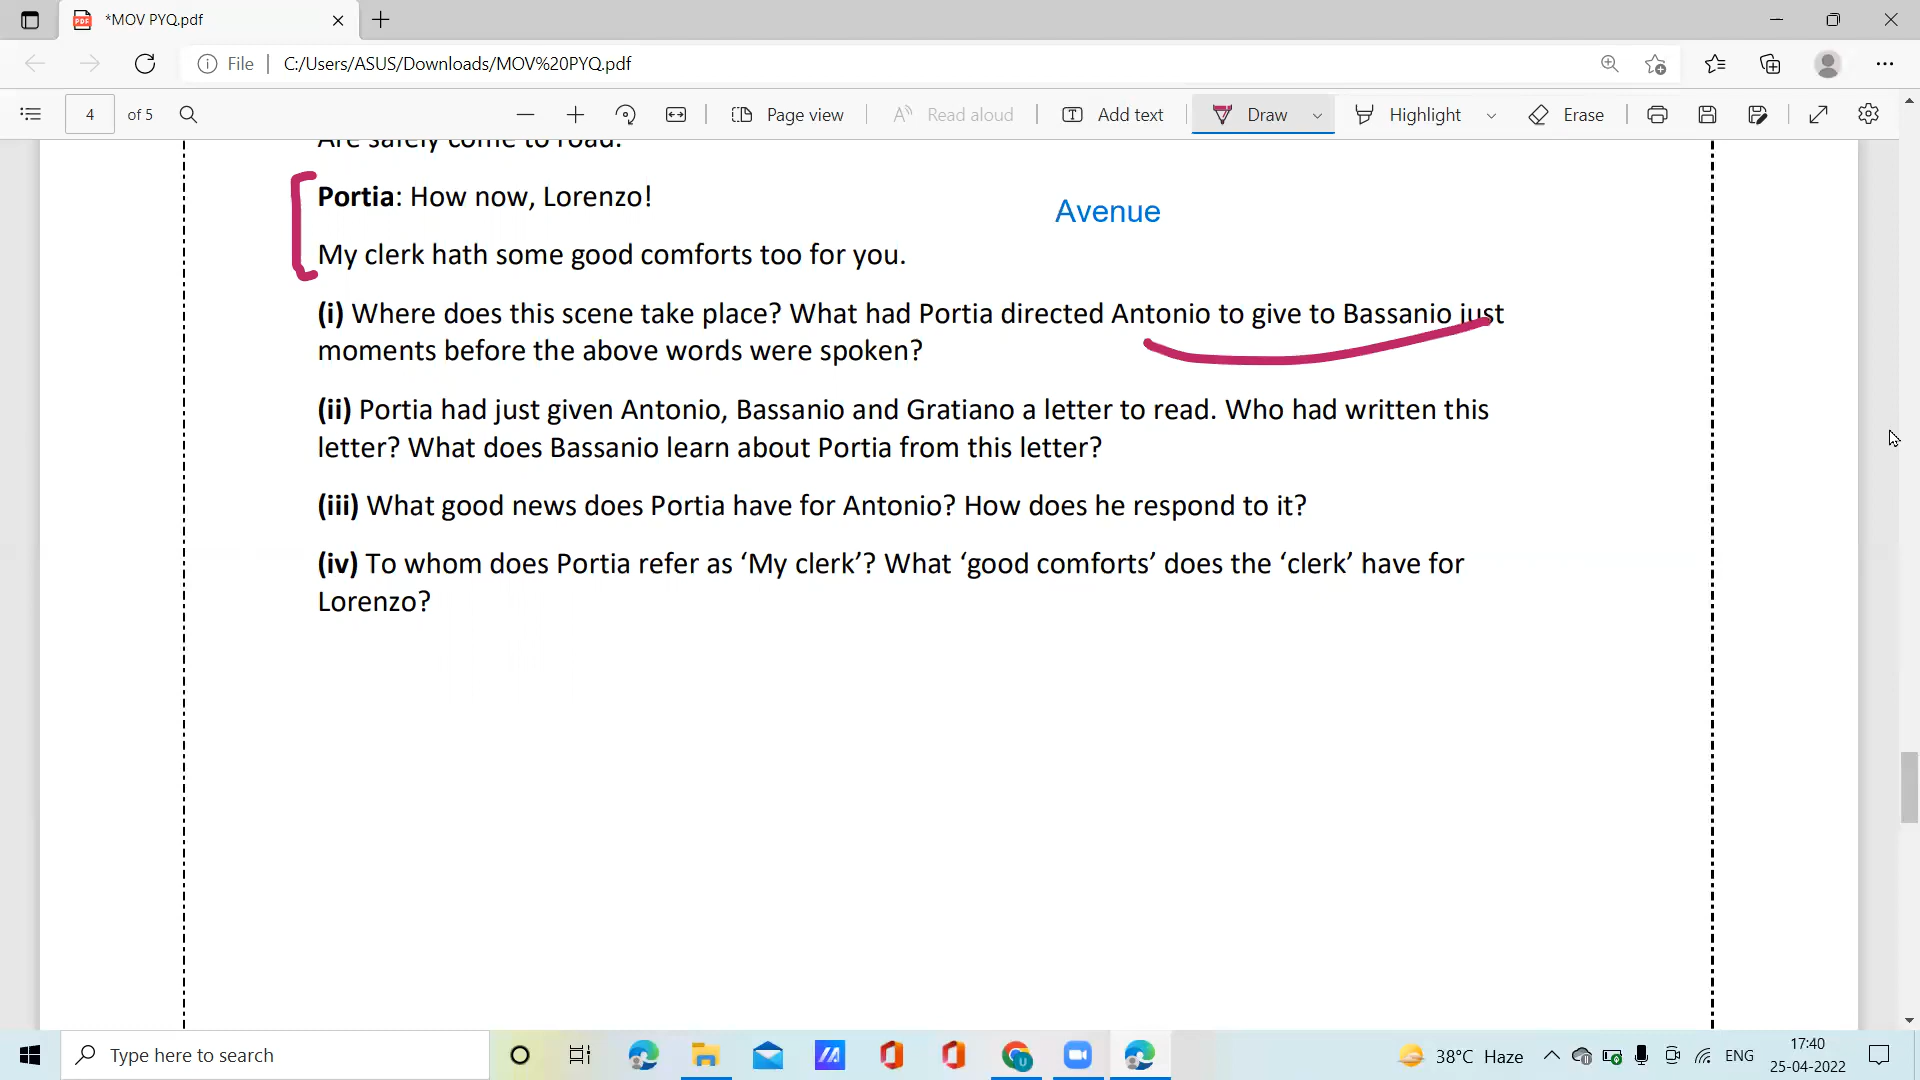 *MOV PYQ.pdf
File
C:/Users/ASUS/Downloads/MOV%20PYQ.pdf
4 of 5
Page view
Read aloud
Add text
Draw
Highlight
Erase
Are safely come to road.
Portia: How now, Lorenzo!
Avenue
My clerk hath some good comforts too for you.
(i) Where does this scene take place? What had Portia directed Antonio to give to Bassanio just
moments before the above words were spoken?
(ii) Portia had just given Antonio, Bassanio and Gratiano a letter to read. Who had written this
letter? What does Bassanio learn about Portia from this letter?
(iii) What good news does Portia have for Antonio? How does he respond to it?
(iv) To whom does Portia refer as ‘My clerk’? What ‘good comforts’ does the ‘clerk’ have for
Lorenzo?
Type here to search
38°C Haze
ENG
17:40
25-04-2022